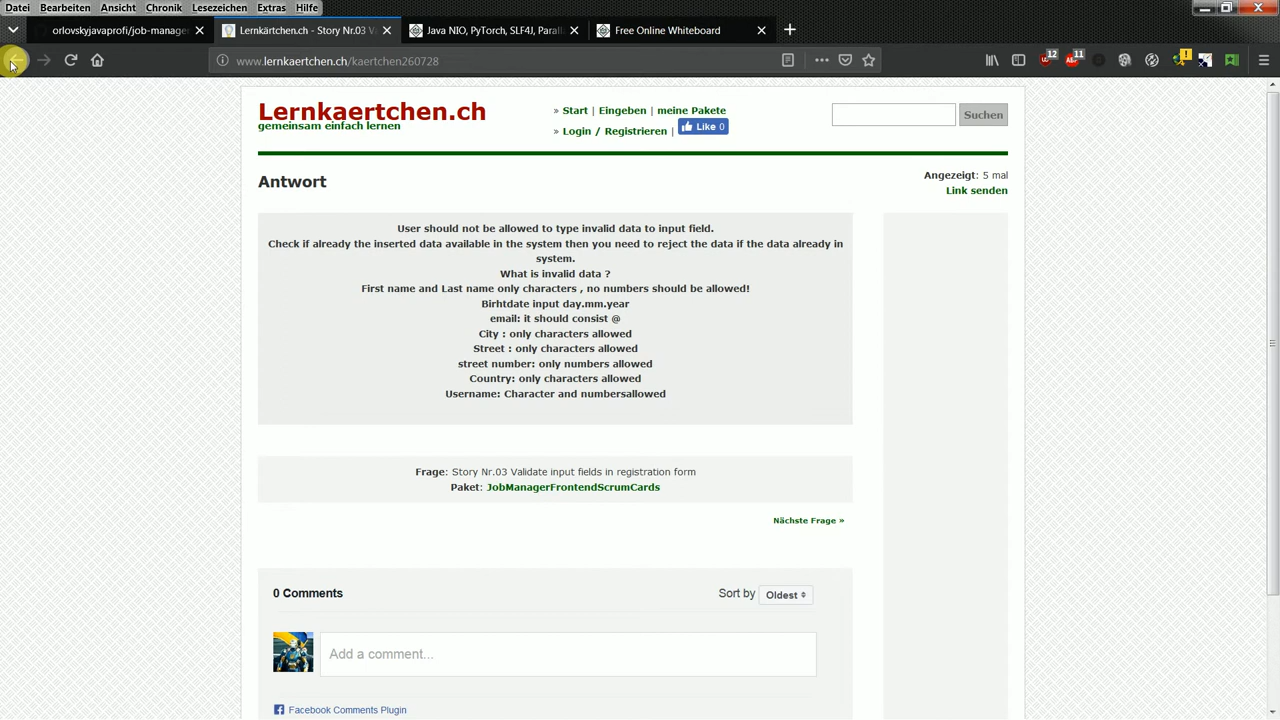 Datei Bearbeiten Ansicht Chronik Lesezeichen Extras Hilfe
orlovskyjavaprofi/job-manager
Lernkärtchen.ch - Story Nr.03 Va
Java NIO, PyTorch, SLF4J, Parall
Free Online Whiteboard
www.lernkaertchen.ch/kaertchen260728
12
11
Lernkaertchen.ch
gemeinsam einfach lernen
» Start | Eingeben | meine Pakete
» Login / Registrieren | Like 0
Suchen
Antwort
Angezeigt: 5 mal
Link senden
User should not be allowed to type invalid data to input field.
Check if already the inserted data available in the system then you need to reject the data if the data already in
system.
What is invalid data ?
First name and Last name only characters , no numbers should be allowed!
Birhtdate input day.mm.year
email: it should consist @
City : only characters allowed
Street : only characters allowed
street number: only numbers allowed
Country: only characters allowed
Username: Character and numbersallowed
Frage: Story Nr.03 Validate input fields in registration form
Paket: JobManagerFrontendScrumCards
Nächste Frage »
0 Comments
Sort by Oldest
Add a comment...
Facebook Comments Plugin